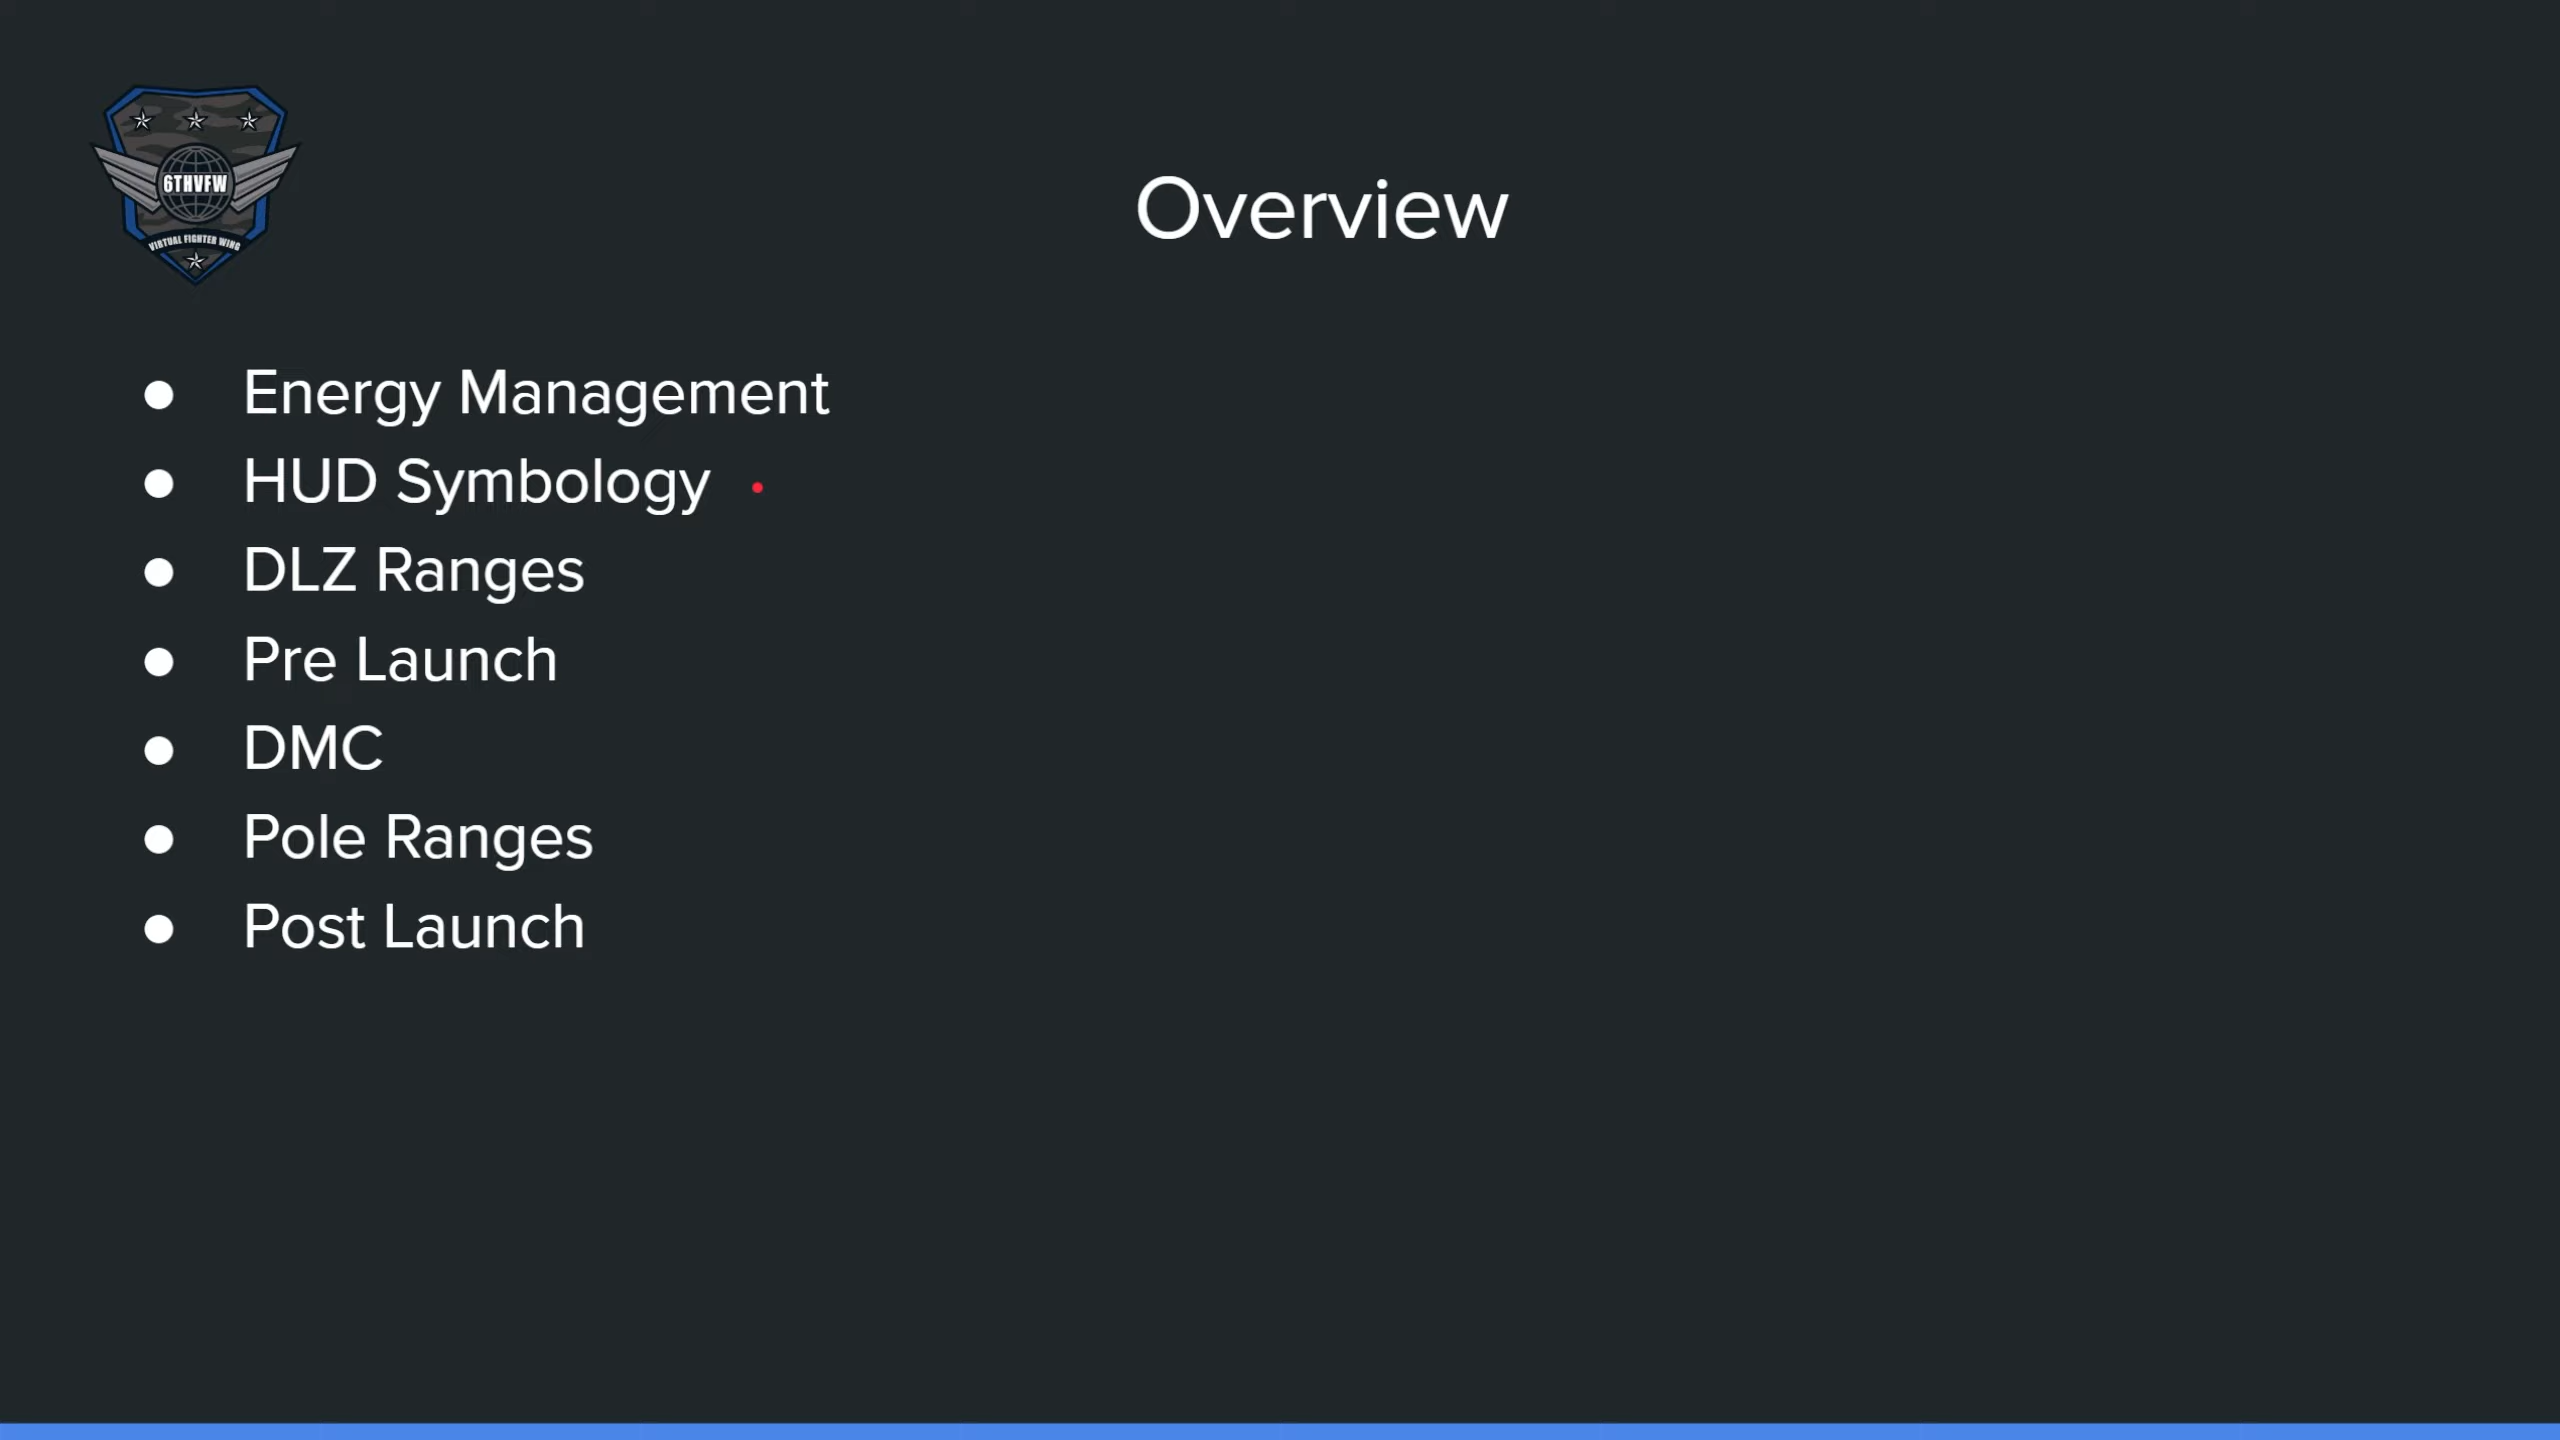 6THVFW
VIRTUAL FIGHTER WING
Overview
● Energy Management
● HUD Symbology
● DLZ Ranges
● Pre Launch
● DMC
● Pole Ranges
● Post Launch